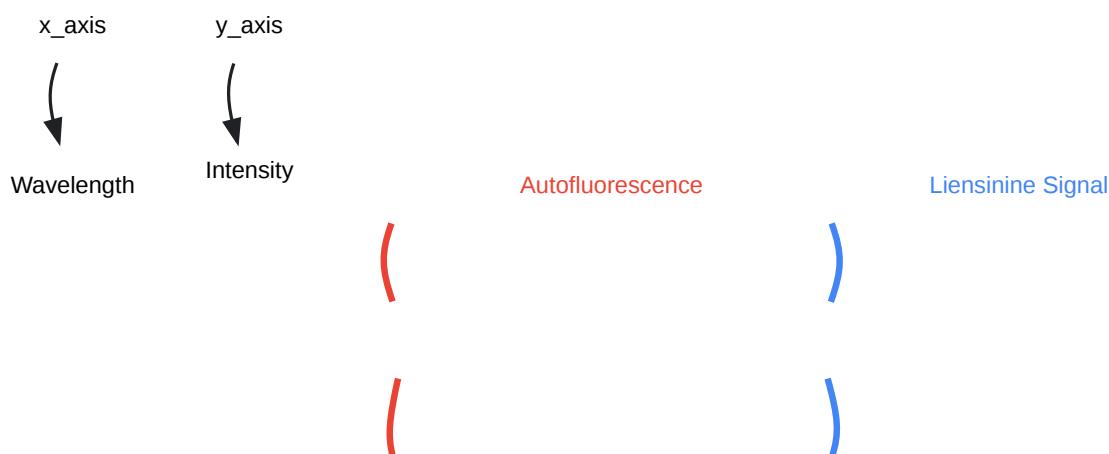 x_axis
y_axis
Wavelength
Intensity
Autofluorescence
Liensinine Signal